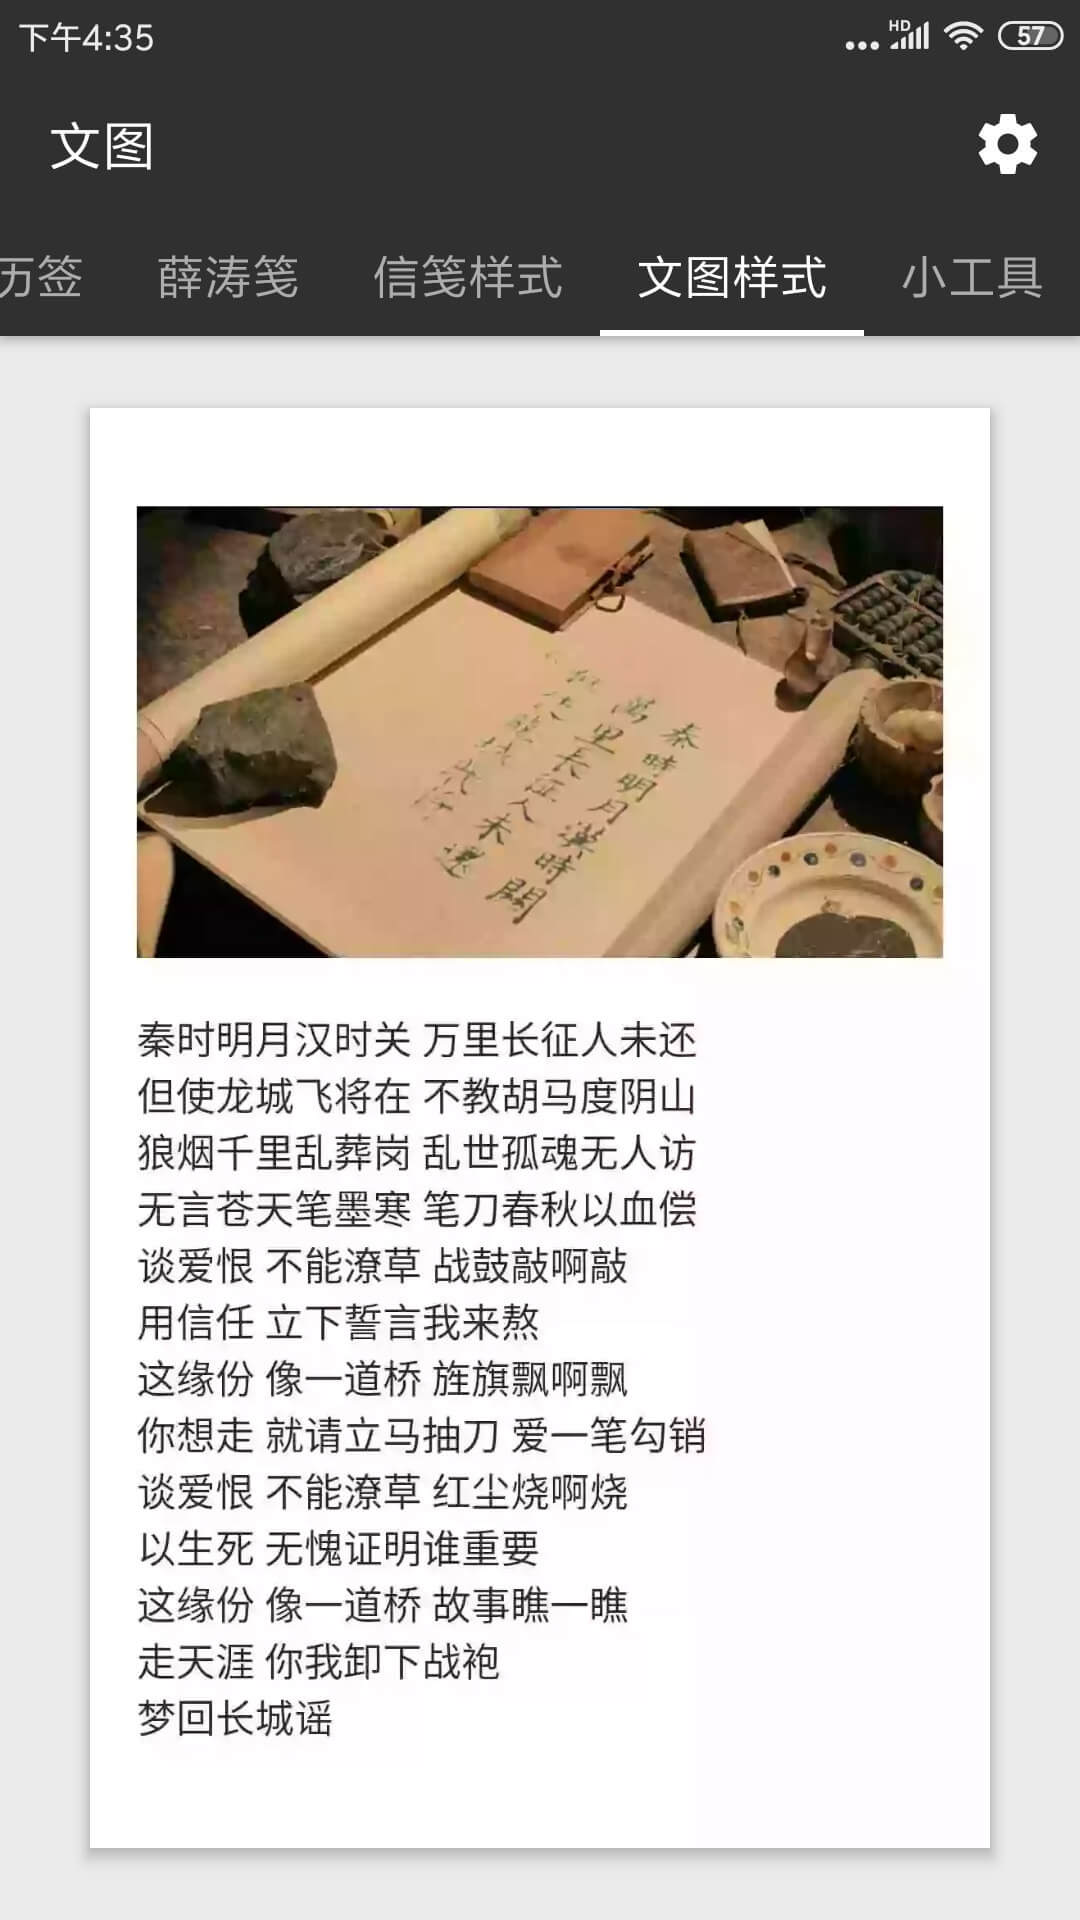 下午4:35
HD
57
文图
历签 薛涛笺 信笺样式 文图样式 小工具
秦時明月漢時關
萬里長征人未還
秦时明月汉时关 万里长征人未还
但使龙城飞将在 不教胡马度阴山
狼烟千里乱葬岗 乱世孤魂无人访
无言苍天笔墨寒 笔刀春秋以血偿
谈爱恨 不能潦草 战鼓敲啊敲
用信任 立下誓言我来熬
这缘份 像一道桥 旌旗飘啊飘
你想走 就请立马抽刀 爱一笔勾销
谈爱恨 不能潦草 红尘烧啊烧
以生死 无愧证明谁重要
这缘份 像一道桥 故事瞧一瞧
走天涯 你我卸下战袍
梦回长城谣